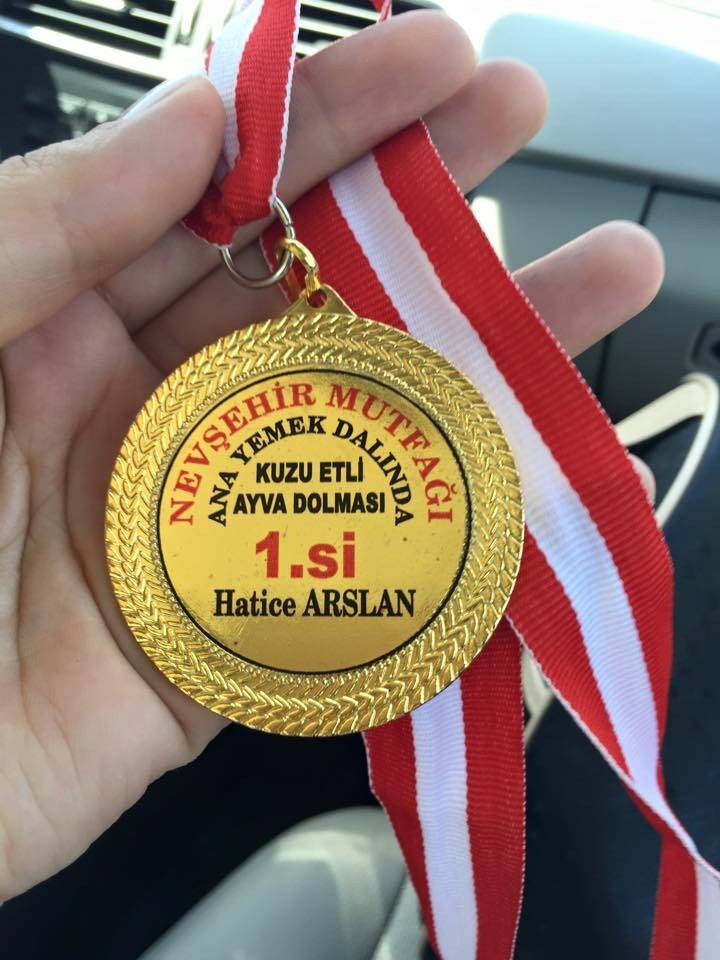 NEVŞEHİR MUTFAĞI
ANA YEMEK DALINDA
KUZU ETLİ
AYVA DOLMASI
1.si
Hatice ARSLAN